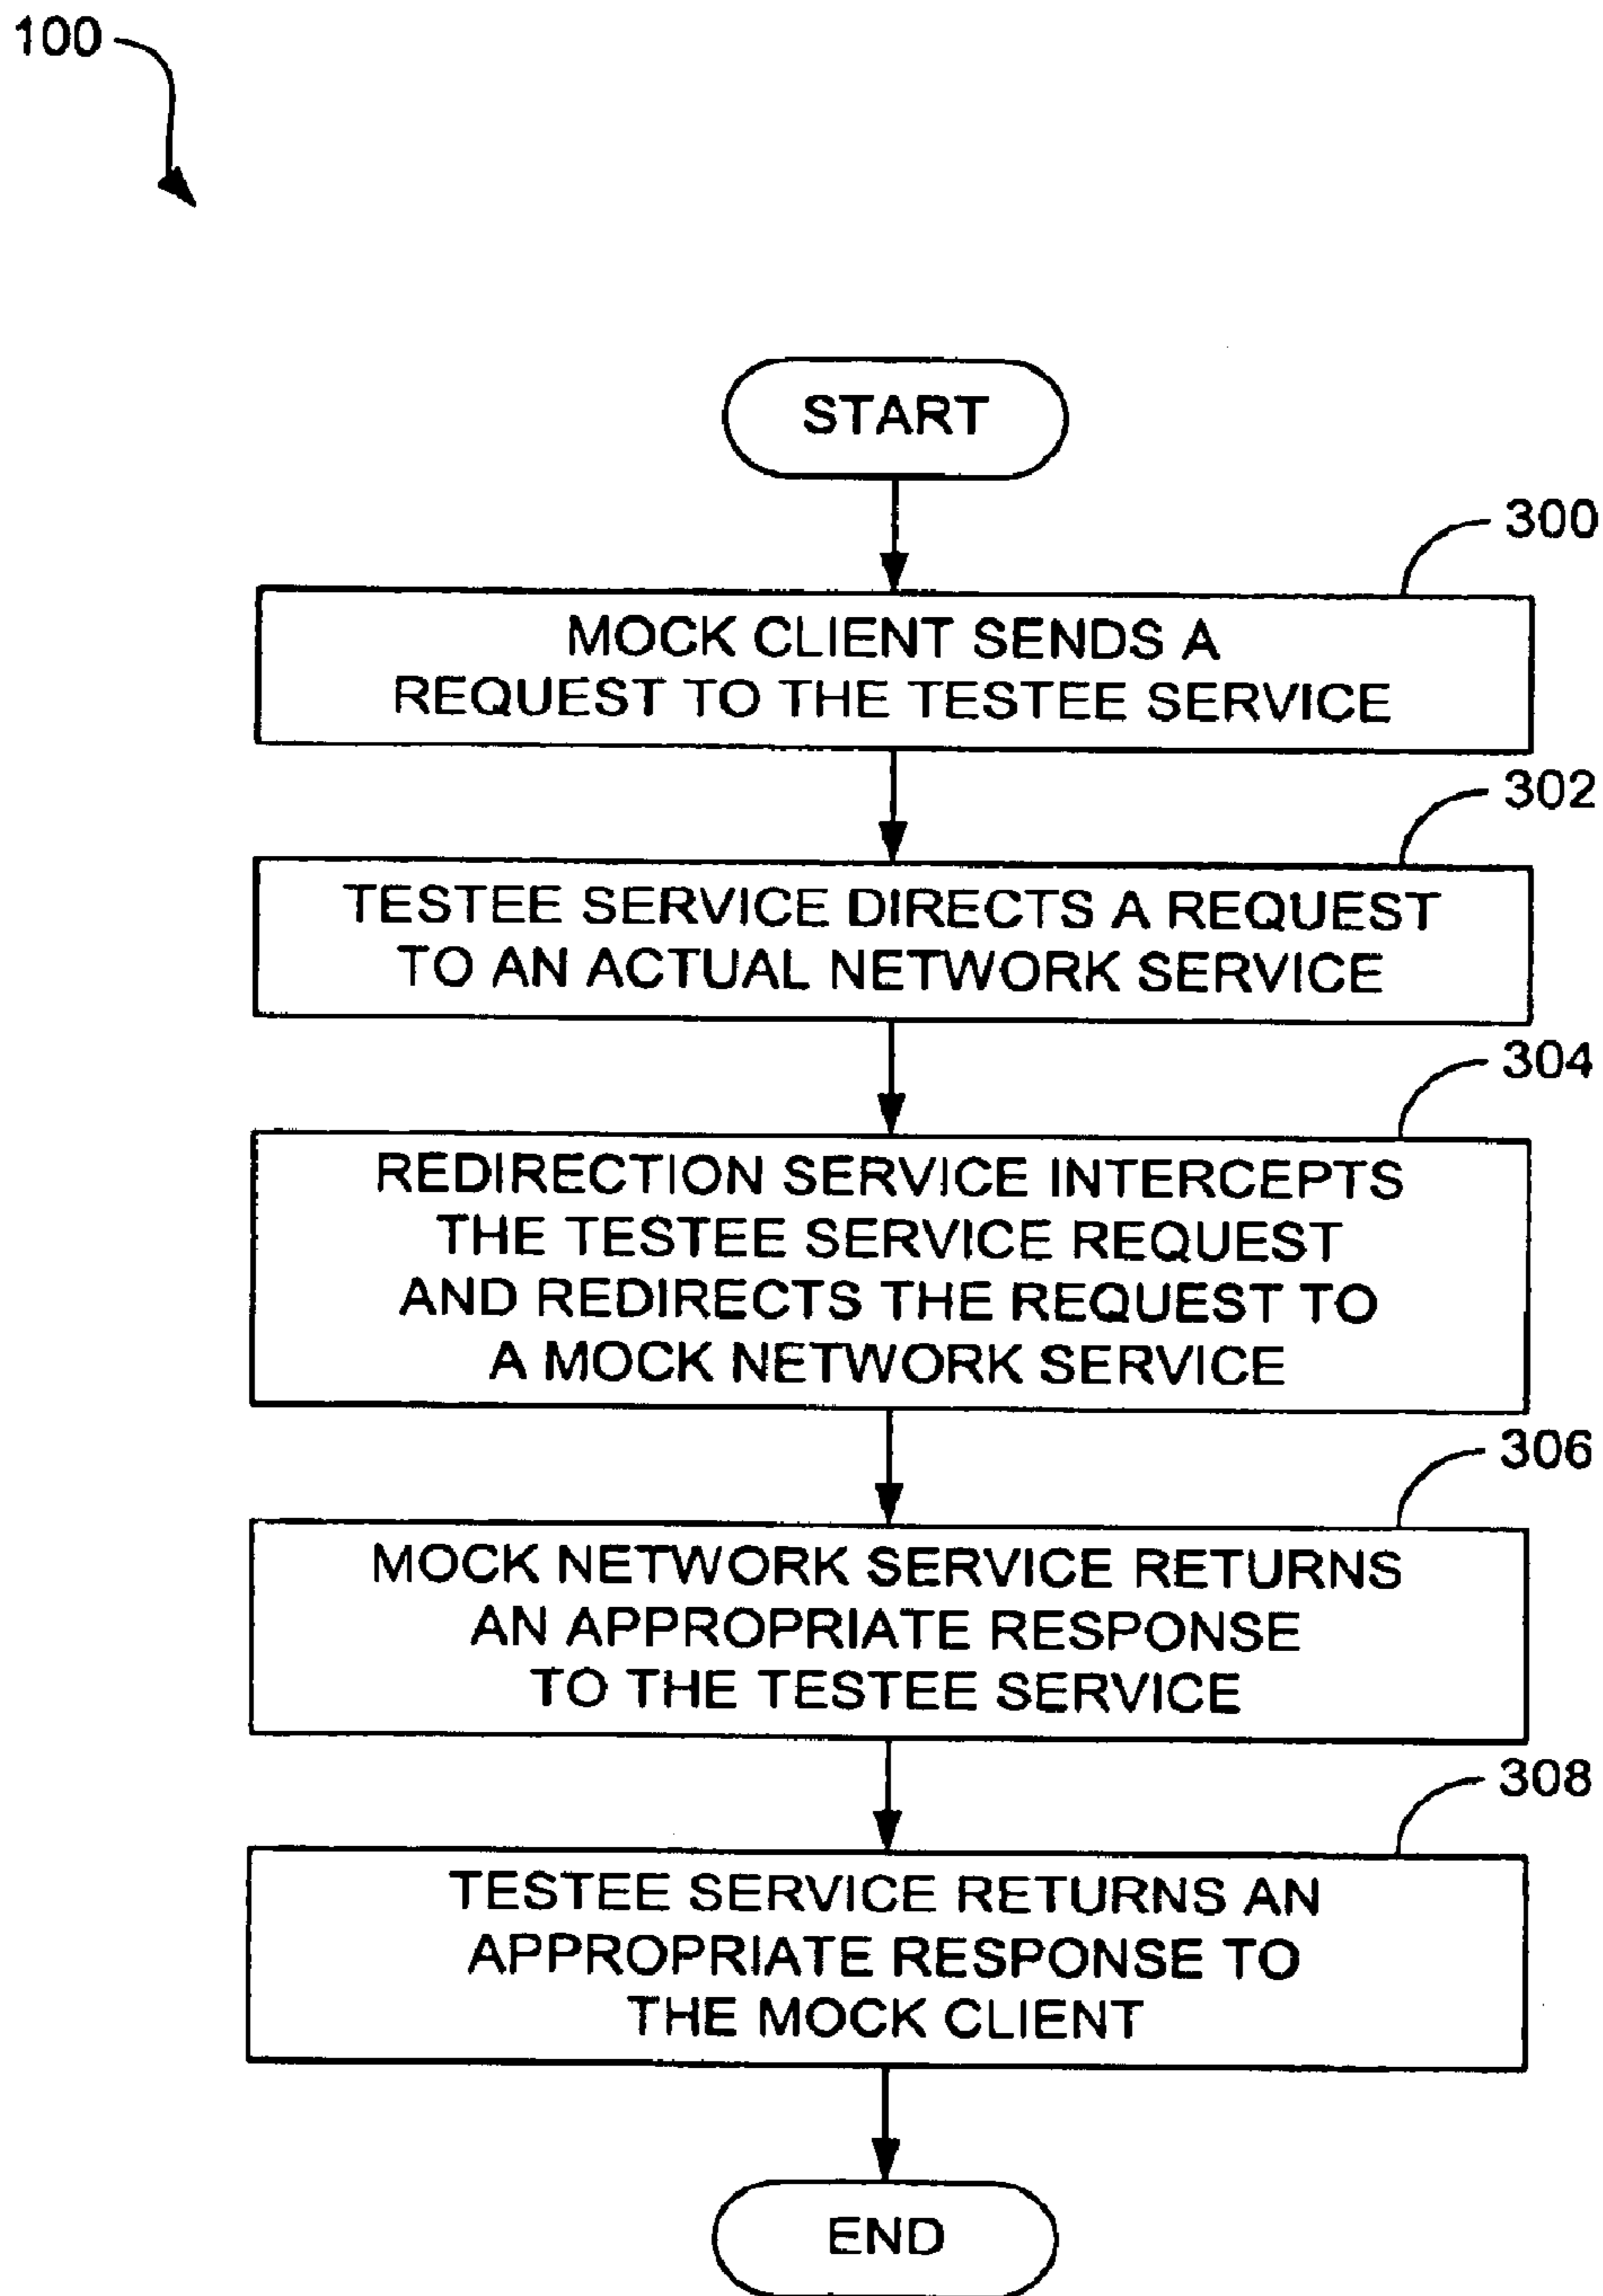 100
START
300
MOCK CLIENT SENDS A
REQUEST TO THE TESTEE SERVICE
302
TESTEE SERVICE DIRECTS A REQUEST
TO AN ACTUAL NETWORK SERVICE
304
REDIRECTION SERVICE INTERCEPTS
THE TESTEE SERVICE REQUEST
AND REDIRECTS THE REQUEST TO
A MOCK NETWORK SERVICE
306
MOCK NETWORK SERVICE RETURNS
AN APPROPRIATE RESPONSE
TO THE TESTEE SERVICE
308
TESTEE SERVICE RETURNS AN
APPROPRIATE RESPONSE TO
THE MOCK CLIENT
END